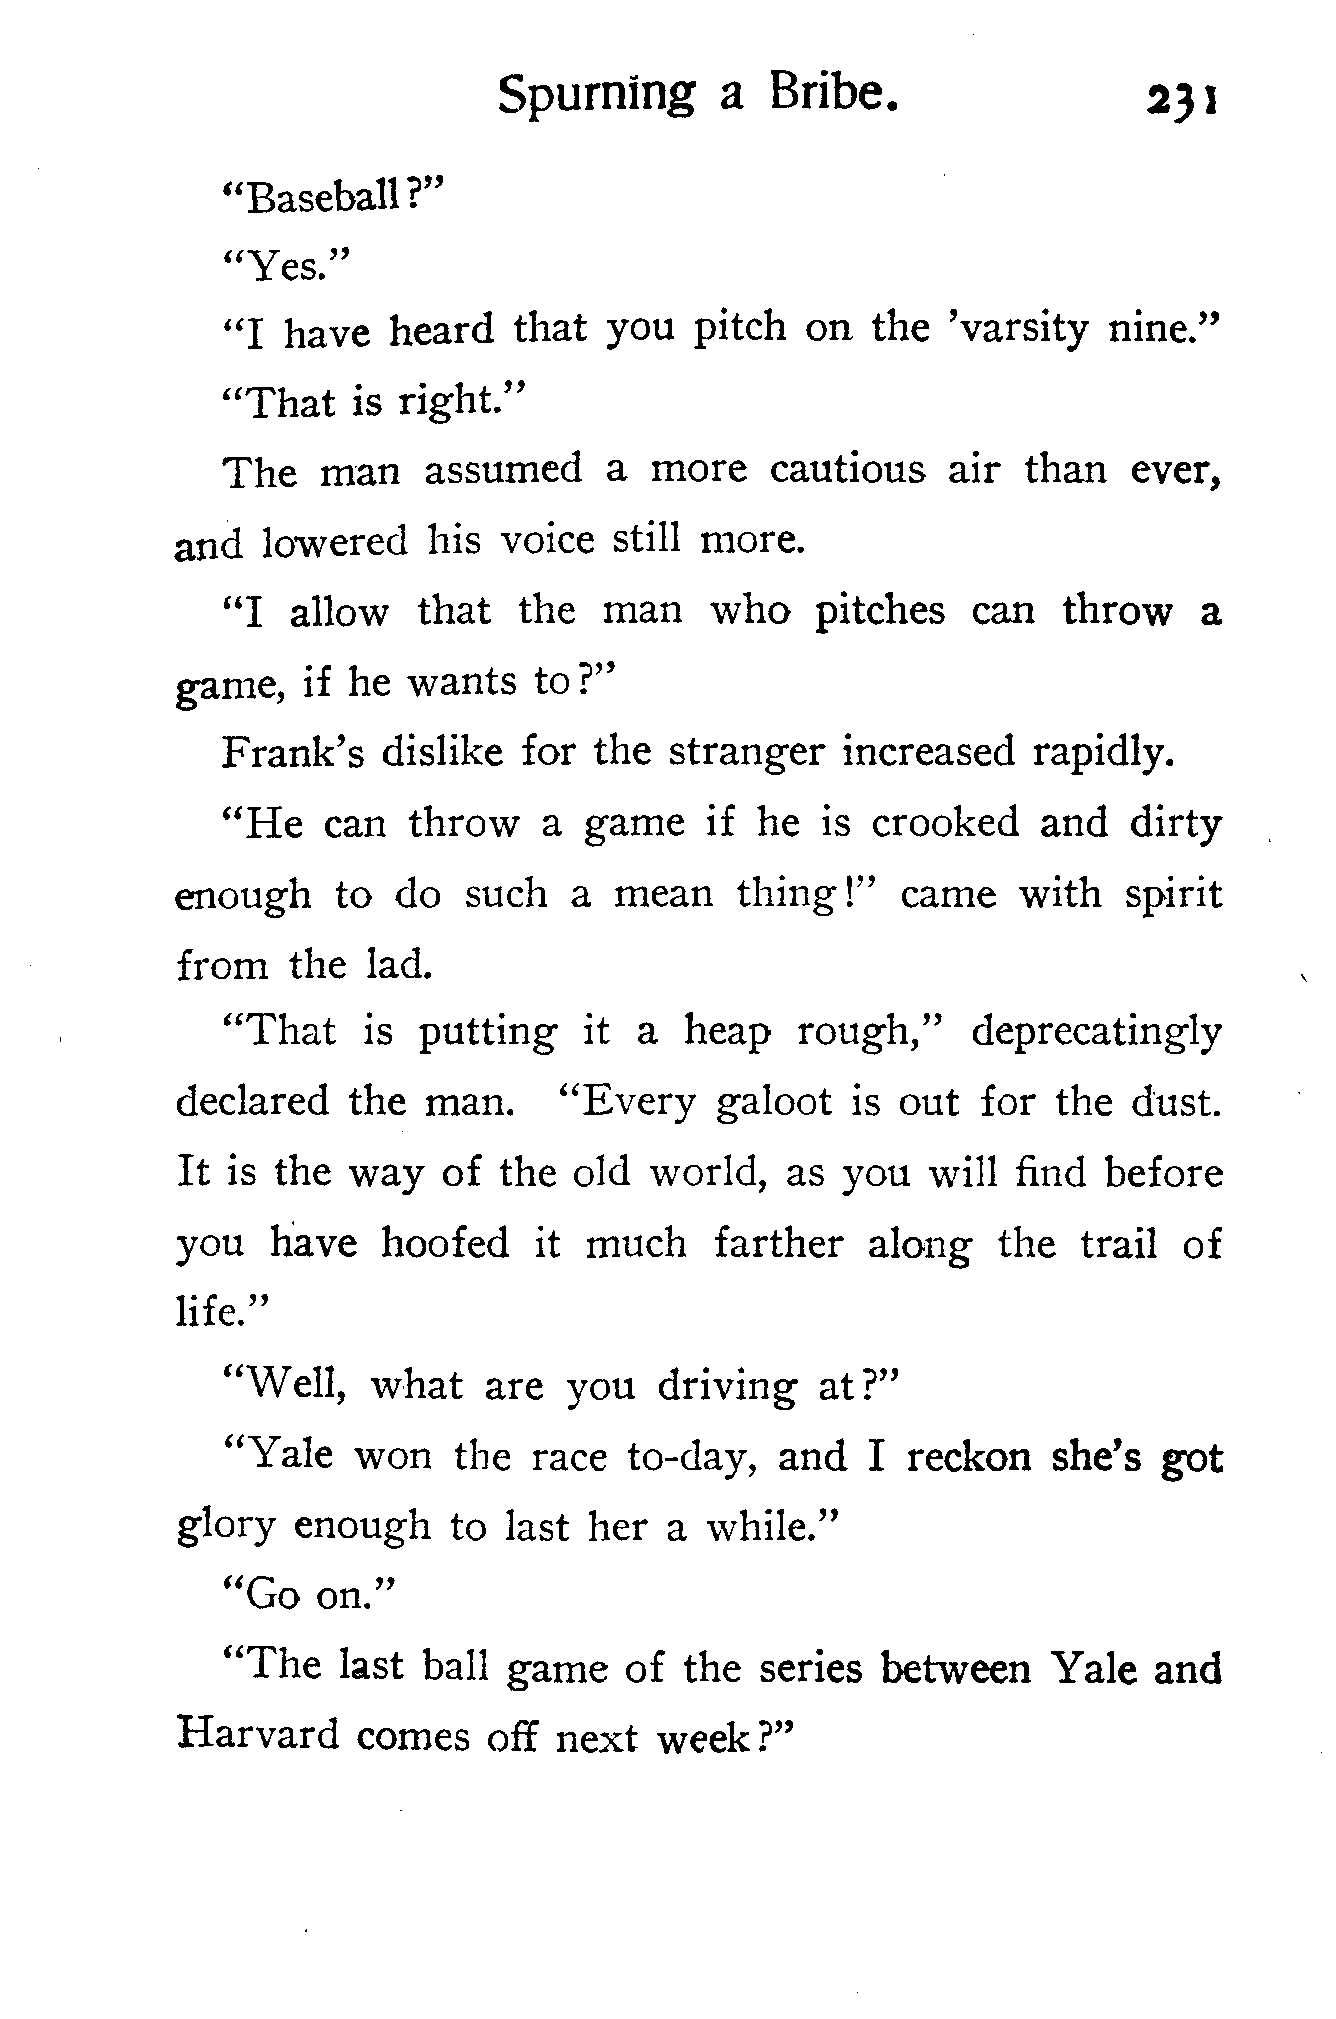 Spurning a Bribe. 231
“Baseball?”
“Yes.”
“I have heard that you pitch on the ’varsity nine.”
“That is right.”
The man assumed a more cautious air than ever,
and lowered his voice still more.
“I allow that the man who pitches can throw a
game, if he wants to?”
Frank’s dislike for the stranger increased rapidly.
“He can throw a game if he is crooked and dirty
enough to do such a mean thing!” came with spirit
from the lad.
“That is putting it a heap rough,” deprecatingly
declared the man. “Every galoot is out for the dust.
It is the way of the old world, as you will find before
you have hoofed it much farther along the trail of
life.”
“Well, what are you driving at?”
“Yale won the race to-day, and I reckon she’s got
glory enough to last her a while.”
“Go on.”
“The last ball game of the series between Yale and
Harvard comes off next week?”